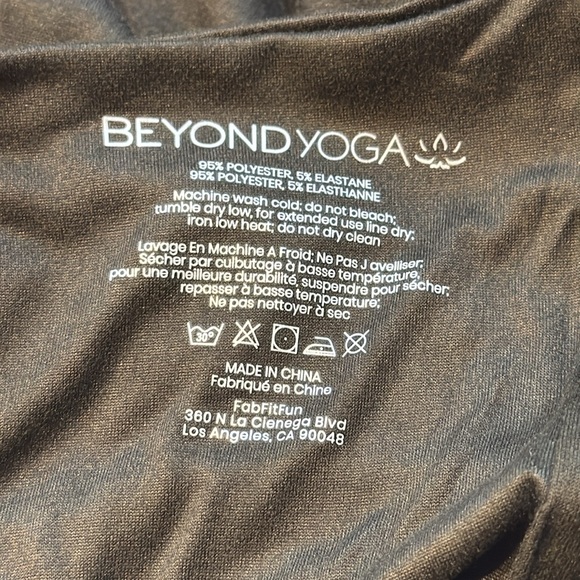 BEYOND YOGA
95% POLYESTER, 5% ELASTANE
95% POLYESTER, 5% ELASTHANNE
Machine wash cold; do not bleach;
tumble dry low, for extended use line dry;
iron low heat; do not dry clean
Lavage En Machine A Froid; Ne Pas J avelliser;
Sécher par culbutage à basse température,
pour une meilleure durabilité, suspendre pour sécher;
repasser à basse temperature;
Ne pas nettoyer à sec
30°
MADE IN CHINA
Fabriqué en Chine
FabFitFun
360 N La Cienega Blvd
Los Angeles, CA 90048